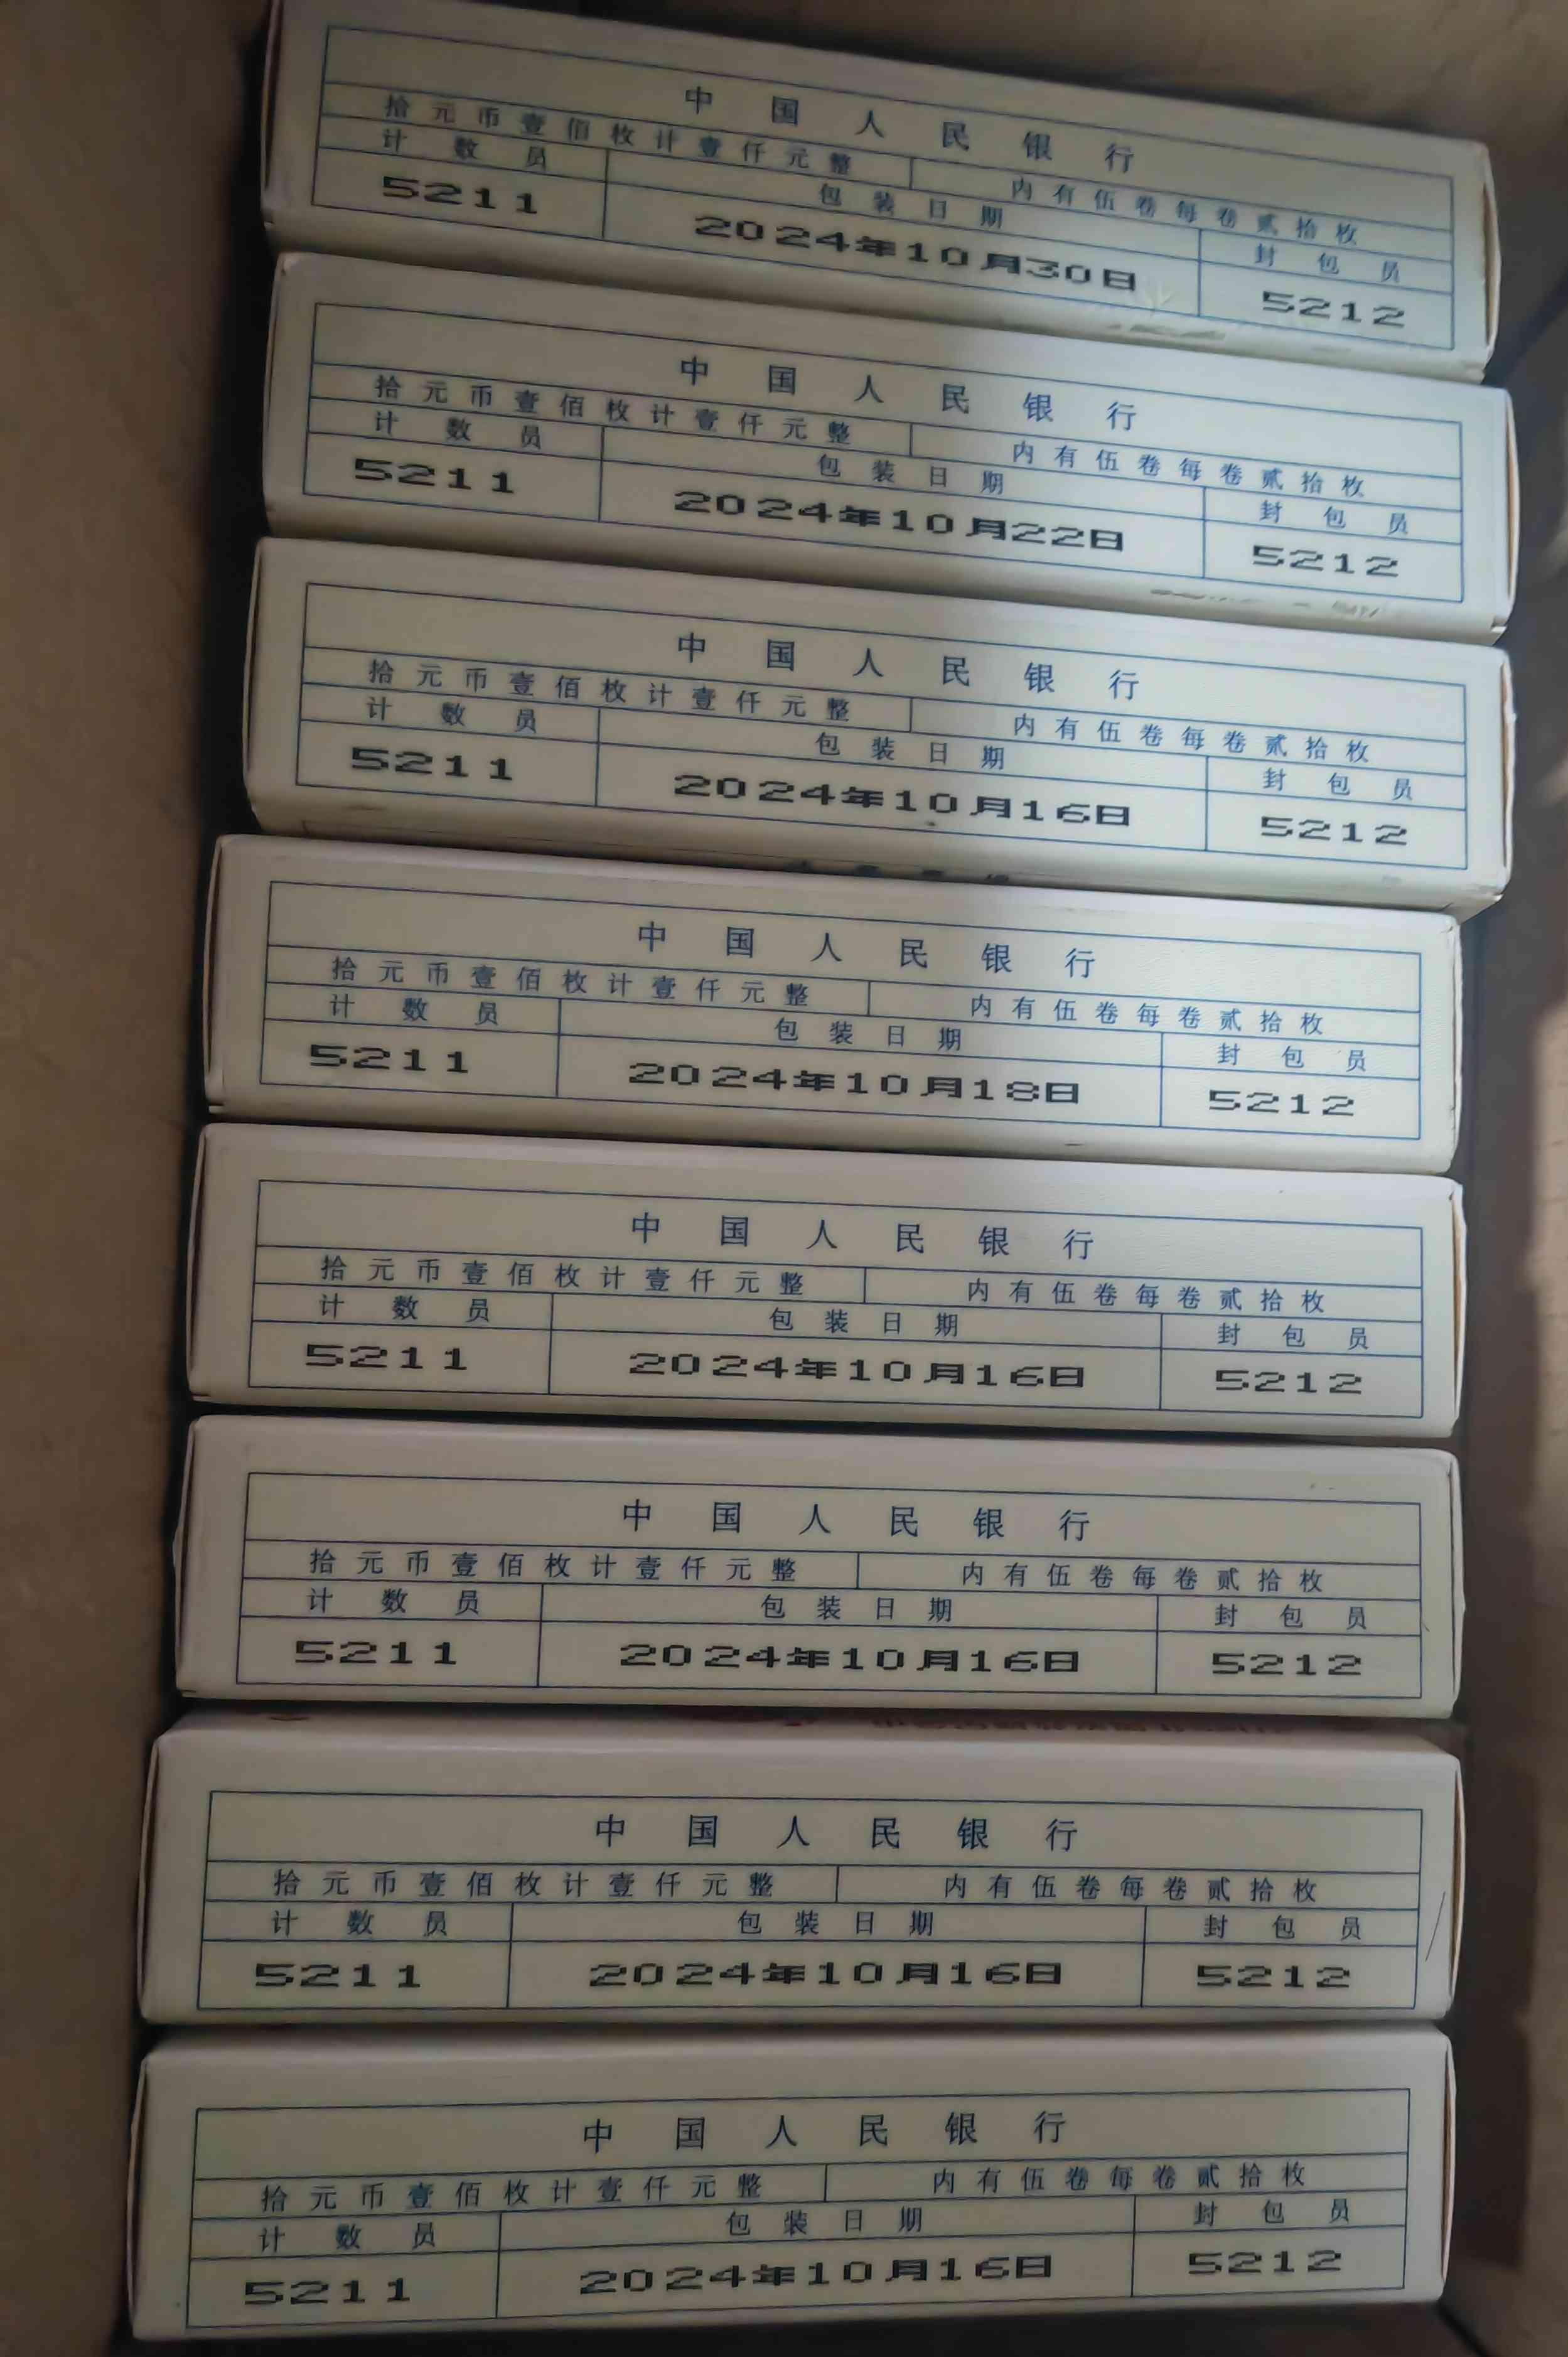 中国人民银行
拾元币壹佰枚计壹仟元整 内有伍卷每卷贰拾枚
计数员 包装日期 封包员
5211 2024年10月30日 5212
中国人民银行
拾元币壹佰枚计壹仟元整 内有伍卷每卷贰拾枚
计数员 包装日期 封包员
5211 2024年10月22日 5212
中国人民银行
拾元币壹佰枚计壹仟元整 内有伍卷每卷贰拾枚
计数员 包装日期 封包员
5211 2024年10月16日 5212
中国人民银行
拾元币壹佰枚计壹仟元整 内有伍卷每卷贰拾枚
计数员 包装日期 封包员
5211 2024年10月18日 5212
中国人民银行
拾元币壹佰枚计壹仟元整 内有伍卷每卷贰拾枚
计数员 包装日期 封包员
5211 2024年10月16日 5212
中国人民银行
拾元币壹佰枚计壹仟元整 内有伍卷每卷贰拾枚
计数员 包装日期 封包员
5211 2024年10月16日 5212
中国人民银行
拾元币壹佰枚计壹仟元整 内有伍卷每卷贰拾枚
计数员 包装日期 封包员
5211 2024年10月16日 5212
中国人民银行
拾元币壹佰枚计壹仟元整 内有伍卷每卷贰拾枚
计数员 包装日期 封包员
5211 2024年10月16日 5212